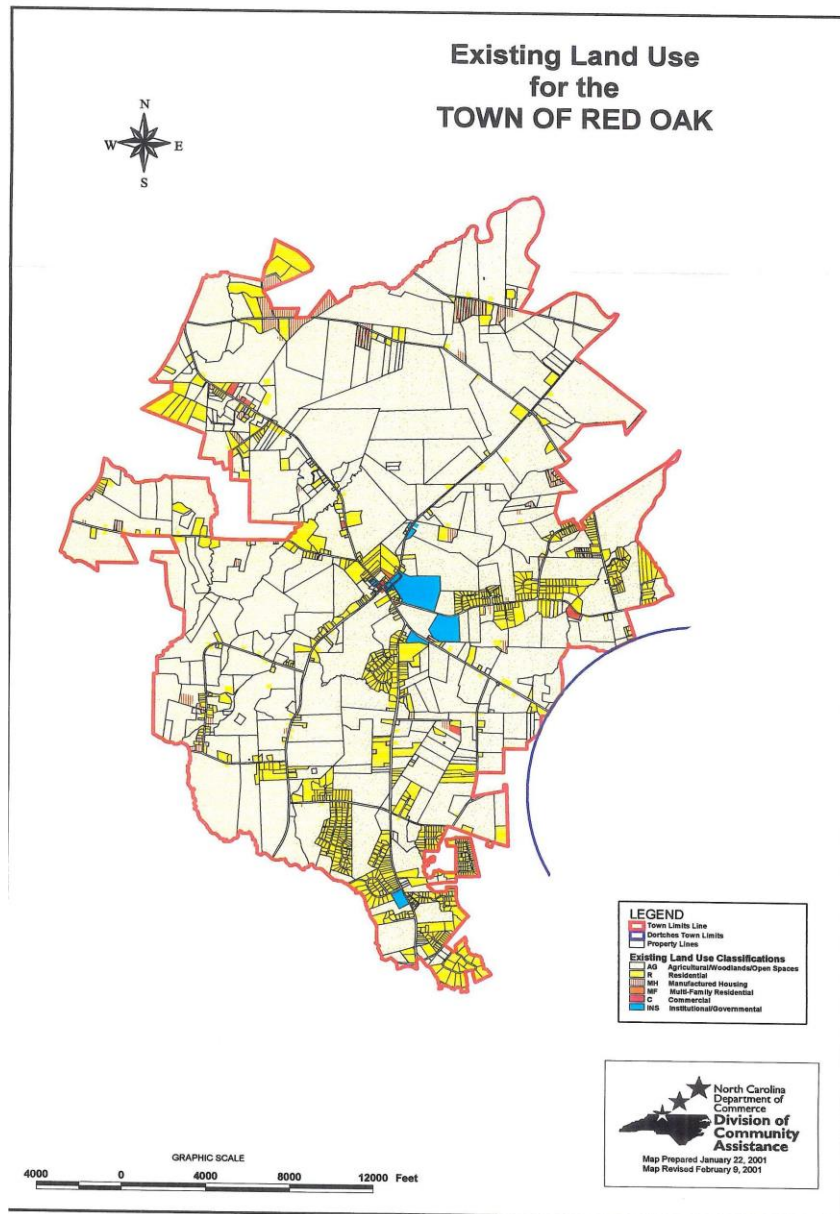 Existing Land Use
for the
TOWN OF RED OAK
N
W E
S
LEGEND
Town Limits Line
Dortches Town Limits
Property Lines
Existing Land Use Classifications
AG Agricultural/Woodlands/Open Spaces
R Residential
MH Manufactured Housing
MF Multi-Family Residential
C Commercial
INS Institutional/Governmental
North Carolina
Department of
Commerce
Division of
Community
Assistance
Map Prepared January 22, 2001
Map Revised February 9, 2001
GRAPHIC SCALE
4000 0 4000 8000 12000 Feet